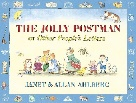 THE JOLLY POSTMAN
or Other People's Letters
JANET & ALLAN AHLBERG